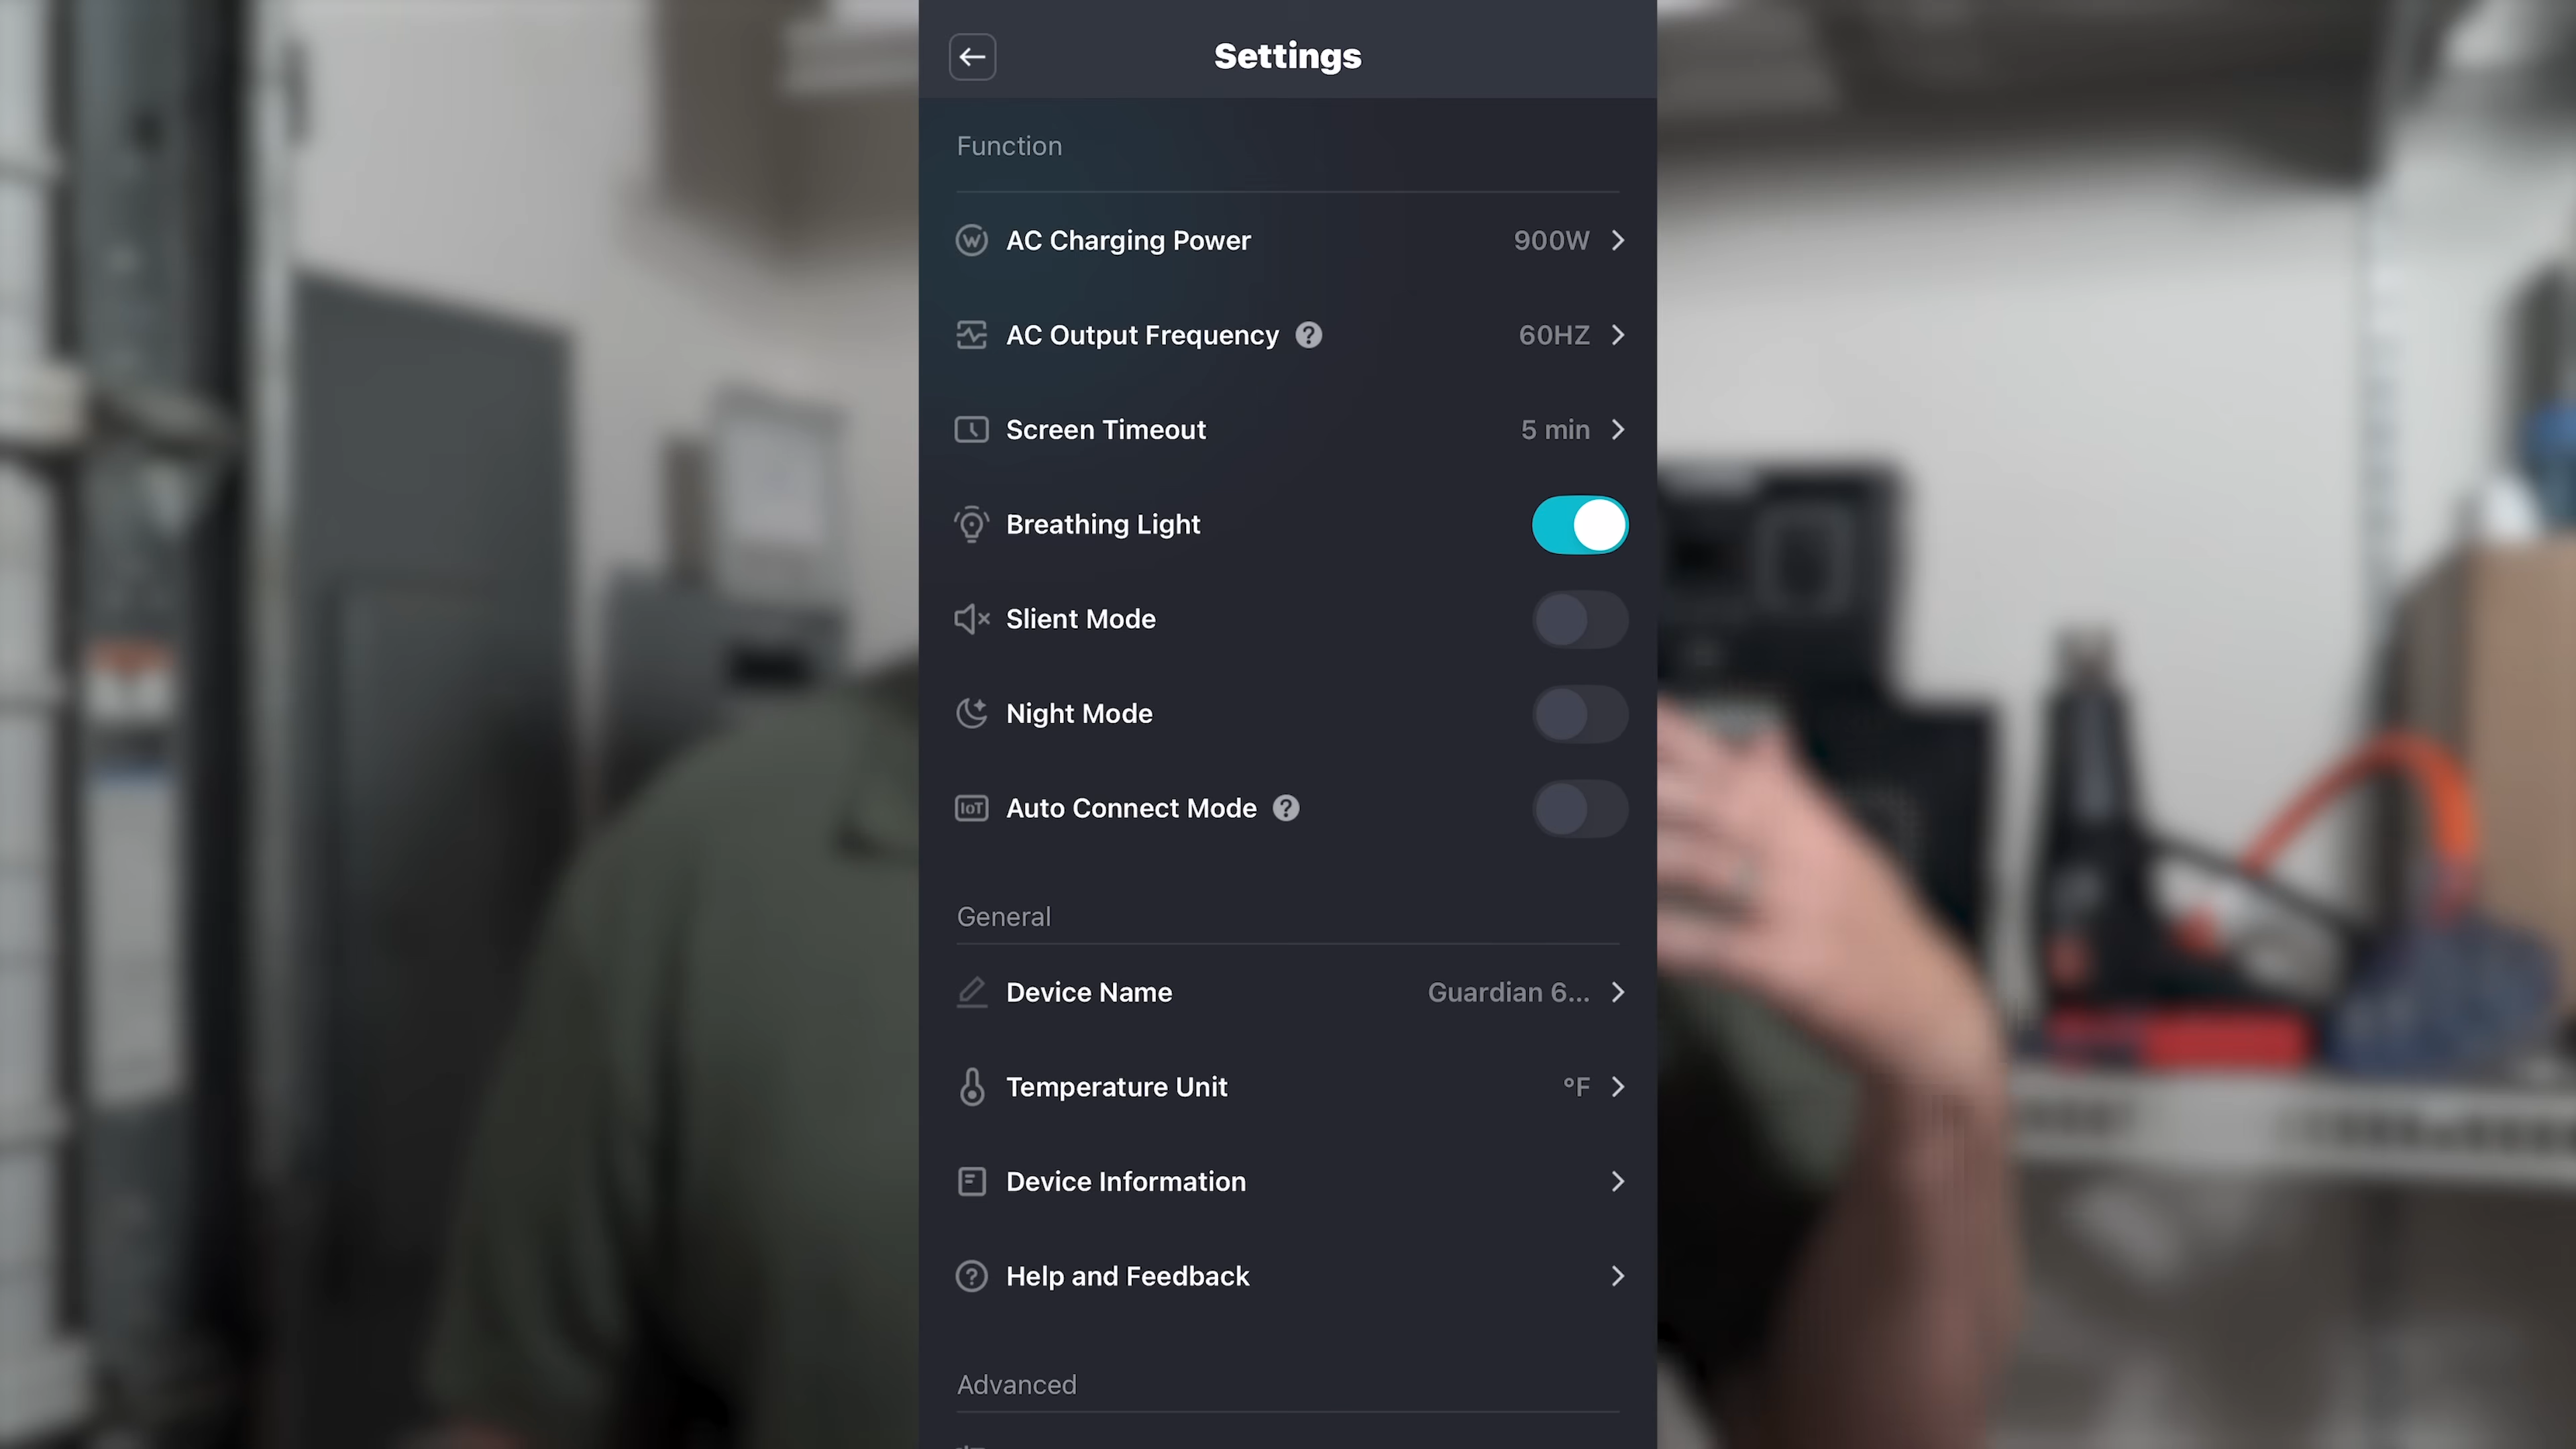 Settings
Function
AC Charging Power 900W
AC Output Frequency ? 60HZ
Screen Timeout 5 min
Breathing Light
Slient Mode
Night Mode
IoT Auto Connect Mode ?
General
Device Name Guardian 6...
Temperature Unit °F
Device Information
Help and Feedback
Advanced